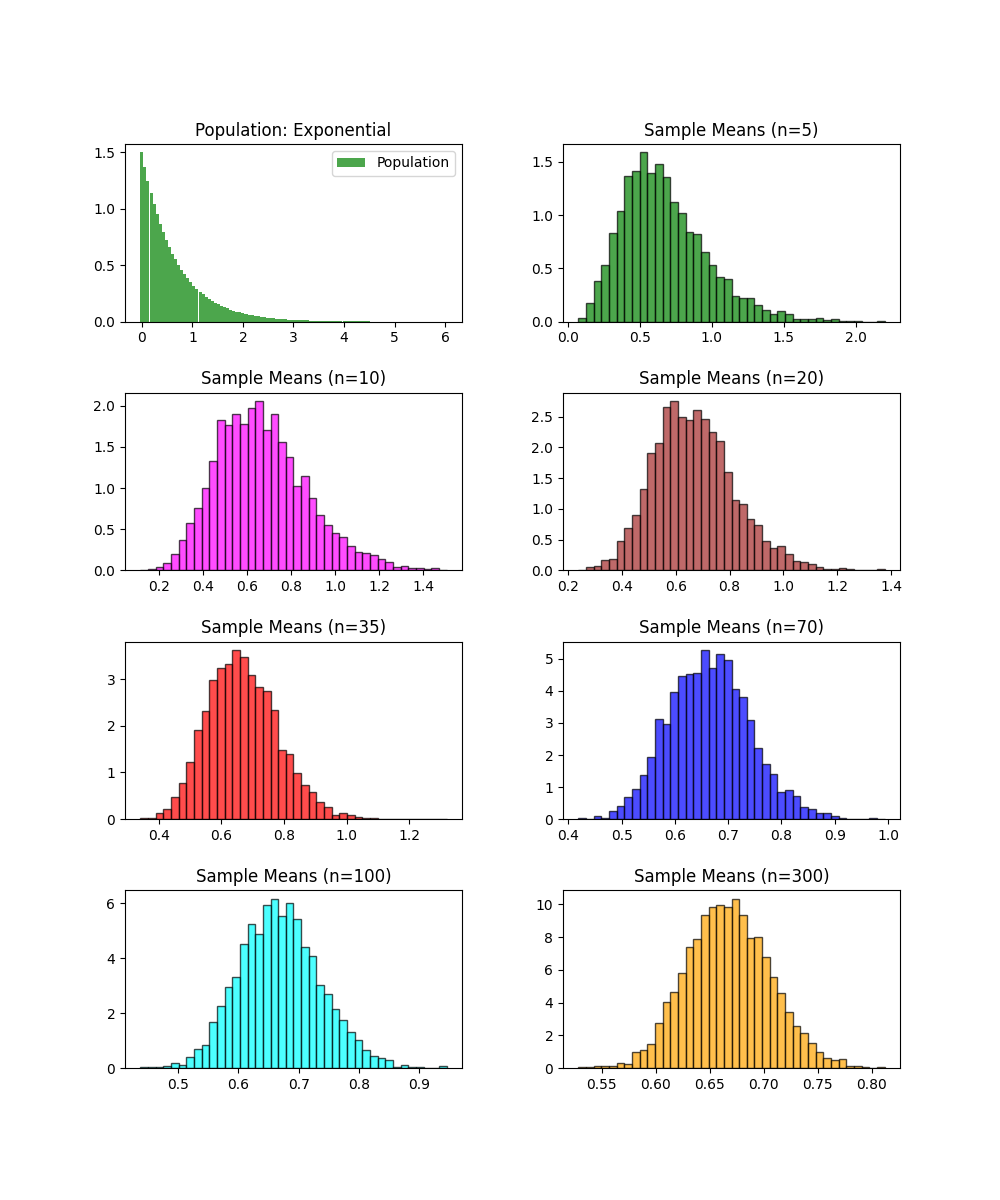 Population: Exponential
Population
1.5
1.0
0.5
0.0
0 1 2 3 4 5 6
Sample Means (n=5)
1.5
1.0
0.5
0.0
0.0 0.5 1.0 1.5 2.0
Sample Means (n=10)
2.0
1.5
1.0
0.5
0.0
0.2 0.4 0.6 0.8 1.0 1.2 1.4
Sample Means (n=20)
2.5
2.0
1.5
1.0
0.5
0.0
0.2 0.4 0.6 0.8 1.0 1.2 1.4
Sample Means (n=35)
3
2
1
0
0.4 0.6 0.8 1.0 1.2
Sample Means (n=70)
5
4
3
2
1
0
0.4 0.5 0.6 0.7 0.8 0.9 1.0
Sample Means (n=100)
6
4
2
0
0.5 0.6 0.7 0.8 0.9
Sample Means (n=300)
10
8
6
4
2
0
0.55 0.60 0.65 0.70 0.75 0.80